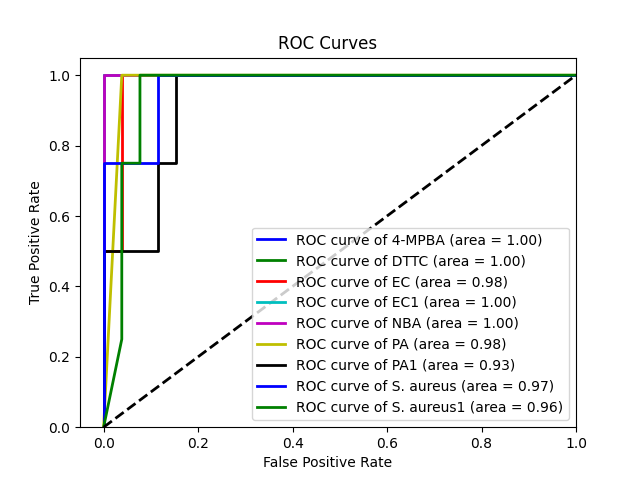 ROC Curves
1.0
0.8
0.6
0.4
0.2
0.0
True Positive Rate
ROC curve of 4-MPBA (area = 1.00)
ROC curve of DTTC (area = 1.00)
ROC curve of EC (area = 0.98)
ROC curve of EC1 (area = 1.00)
ROC curve of NBA (area = 1.00)
ROC curve of PA (area = 0.98)
ROC curve of PA1 (area = 0.93)
ROC curve of S. aureus (area = 0.97)
ROC curve of S. aureus1 (area = 0.96)
0.0 0.2 0.4 0.6 0.8 1.0
False Positive Rate